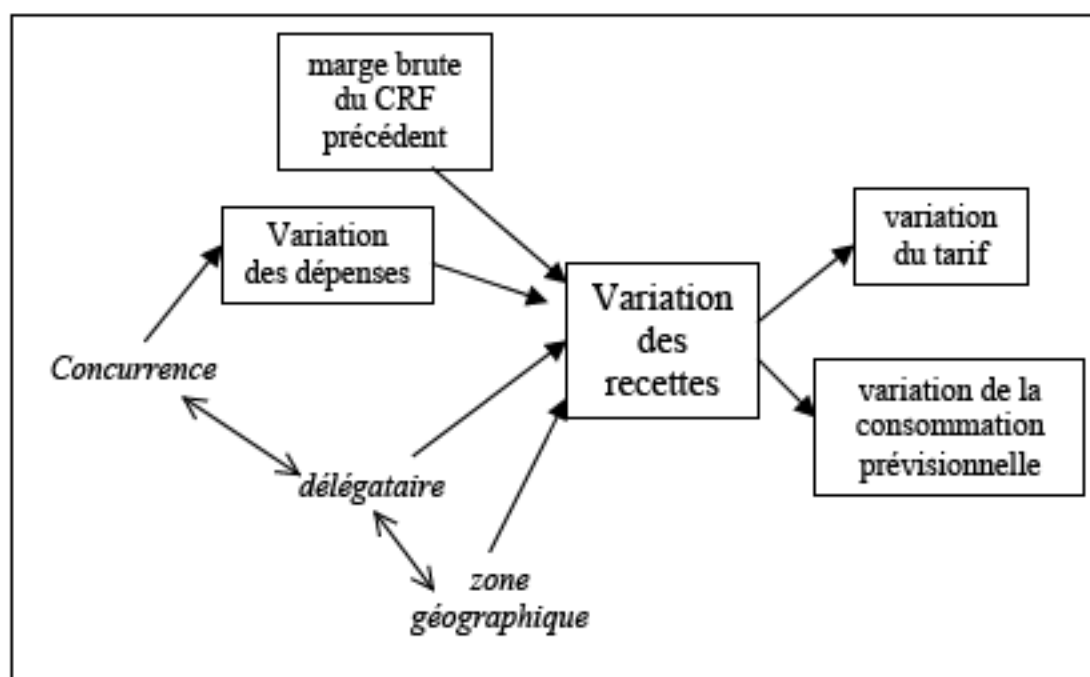 marge brute
du CRF
précédent
Variation
des dépenses
variation
du tarif
Variation
des
recettes
Concurrence
variation de la
consommation
prévisionnelle
délégataire
zone
géographique